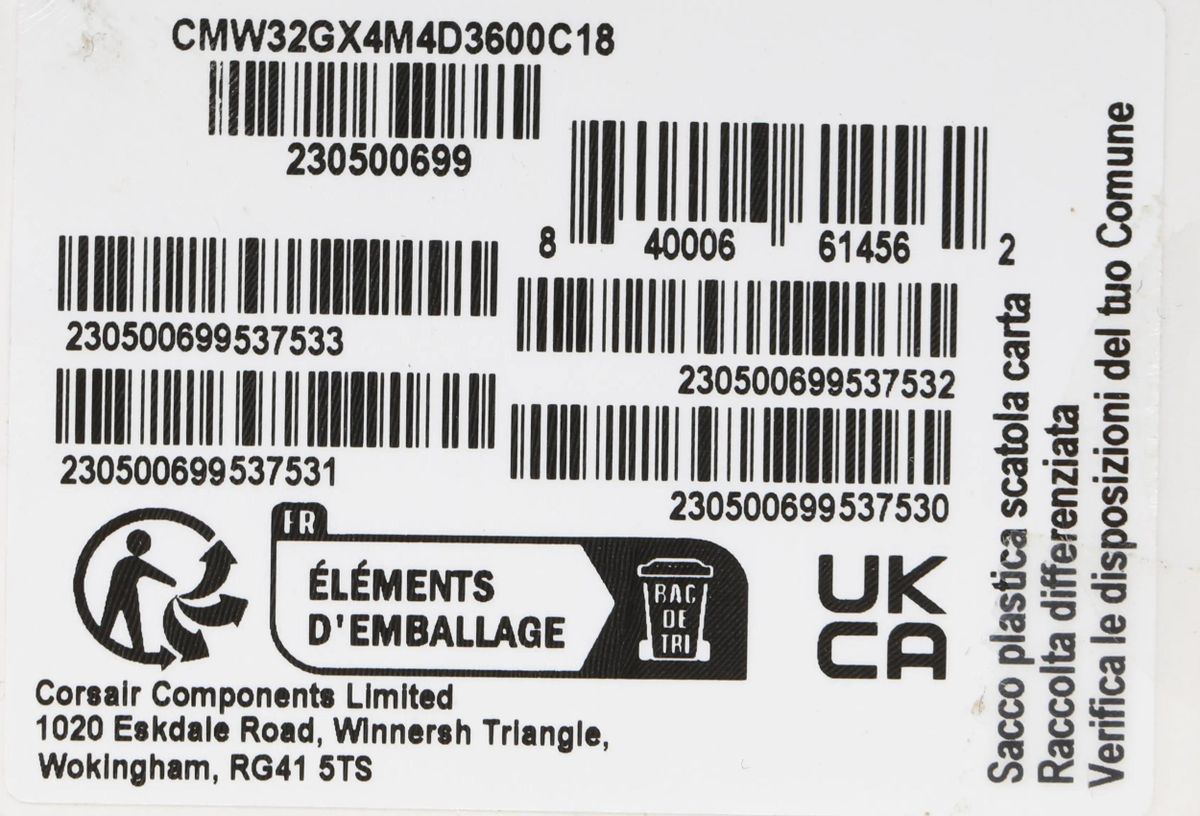 CMW32GX4M4D3600C18
230500699
8 40006 61456 2
230500699537533
230500699537532
230500699537531
230500699537530
FR
ÉLÉMENTS
D'EMBALLAGE
BAC
DE
TRI
UK
CA
Corsair Components Limited
1020 Eskdale Road, Winnersh Triangle,
Wokingham, RG41 5TS
Sacco plastica scatola carta
Raccolta differenziata
Verifica le disposizioni del tuo Comune